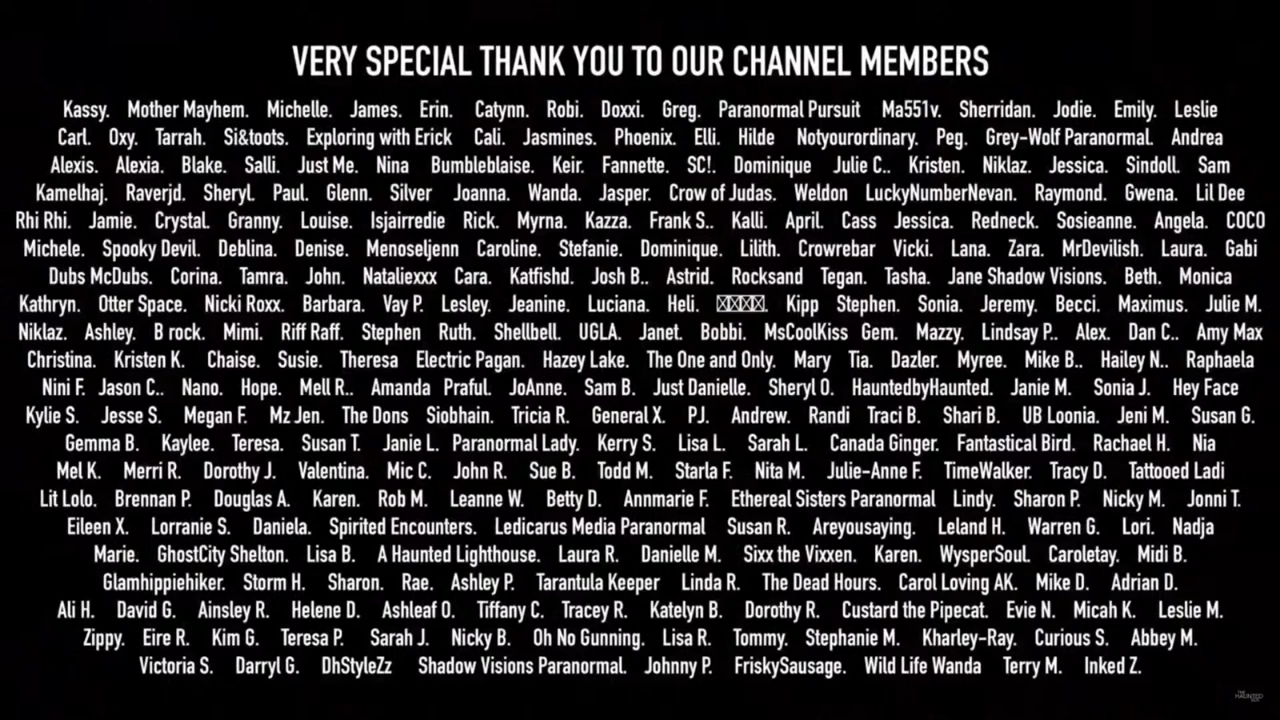 VERY SPECIAL THANK YOU TO OUR CHANNEL MEMBERS
Kassy. Mother Mayhem. Michelle. James. Erin. Catynn. Robi. Doxxi. Greg. Paranormal Pursuit Ma551v. Sherridan. Jodie. Emily. Leslie
Carl. Oxy. Tarrah. Si&toots. Exploring with Erick Cali. Jasmines. Phoenix. Elli. Hilde Notyourordinary. Peg. Grey-Wolf Paranormal. Andrea
Alexis. Alexia. Blake. Salli. Just Me. Nina Bumbleblaise. Keir. Fannette. SC!. Dominique Julie C.. Kristen. Niklaz. Jessica. Sindoll. Sam
Kamelhaj. Raverjd. Sheryl. Paul. Glenn. Silver Joanna. Wanda. Jasper. Crow of Judas. Weldon LuckyNumberNevan. Raymond. Gwena. Lil Dee
Rhi Rhi. Jamie. Crystal. Granny. Louise. Isjairredie Rick. Myrna. Kazza. Frank S.. Kalli. April. Cass Jessica. Redneck. Sosieanne. Angela. COCO
Michele. Spooky Devil. Deblina. Denise. Menoseljenn Caroline. Stefanie. Dominique. Lilith. Crowrebar Vicki. Lana. Zara. MrDevilish. Laura. Gabi
Dubs McDubs. Corina. Tamra. John. Nataliexxx Cara. Katfishd. Josh B.. Astrid. Rocksand Tegan. Tasha. Jane Shadow Visions. Beth. Monica
Kathryn. Otter Space. Nicki Roxx. Barbara. Vay P. Lesley. Jeanine. Luciana. Heli. Kipp Stephen. Sonia. Jeremy. Becci. Maximus. Julie M.
Niklaz. Ashley. B rock. Mimi. Riff Raff. Stephen Ruth. Shellbell. UGLA. Janet. Bobbi. MsCoolKiss Gem. Mazzy. Lindsay P.. Alex. Dan C.. Amy Max
Christina. Kristen K. Chaise. Susie. Theresa Electric Pagan. Hazey Lake. The One and Only. Mary Tia. Dazler. Myree. Mike B.. Hailey N.. Raphaela
Nini F. Jason C.. Nano. Hope. Mell R.. Amanda Praful. JoAnne. Sam B. Just Danielle. Sheryl O. HauntedbyHaunted. Janie M. Sonia J. Hey Face
Kylie S. Jesse S. Megan F. Mz Jen. The Dons Siobhain. Tricia R. General X. PJ. Andrew. Randi Traci B. Shari B. UB Loonia. Jeni M. Susan G.
Gemma B. Kaylee. Teresa. Susan T. Janie L. Paranormal Lady. Kerry S. Lisa L. Sarah L. Canada Ginger. Fantastical Bird. Rachael H. Nia
Mel K. Merri R. Dorothy J. Valentina. Mic C. John R. Sue B. Todd M. Starla F. Nita M. Julie-Anne F. TimeWalker. Tracy D. Tattooed Ladi
Lit Lolo. Brennan P. Douglas A. Karen. Rob M. Leanne W. Betty D. Annmarie F. Ethereal Sisters Paranormal Lindy. Sharon P. Nicky M. Jonni T.
Eileen X. Lorranie S. Daniela. Spirited Encounters. Ledicarus Media Paranormal Susan R. Areyousaying. Leland H. Warren G. Lori. Nadja
Marie. GhostCity Shelton. Lisa B. A Haunted Lighthouse. Laura R. Danielle M. Sixx the Vixxen. Karen. WysperSoul. Caroletay. Midi B.
Glamhippiehiker. Storm H. Sharon. Rae. Ashley P. Tarantula Keeper Linda R. The Dead Hours. Carol Loving AK. Mike D. Adrian D.
Ali H. David G. Ainsley R. Helene D. Ashleaf O. Tiffany C. Tracey R. Katelyn B. Dorothy R. Custard the Pipecat. Evie N. Micah K. Leslie M.
Zippy. Eire R. Kim G. Teresa P. Sarah J. Nicky B. Oh No Gunning. Lisa R. Tommy. Stephanie M. Kharley-Ray. Curious S. Abbey M.
Victoria S. Darryl G. DhStyleZz Shadow Visions Paranormal. Johnny P. FriskySausage. Wild Life Wanda Terry M. Inked Z.
THE
HAUNTED